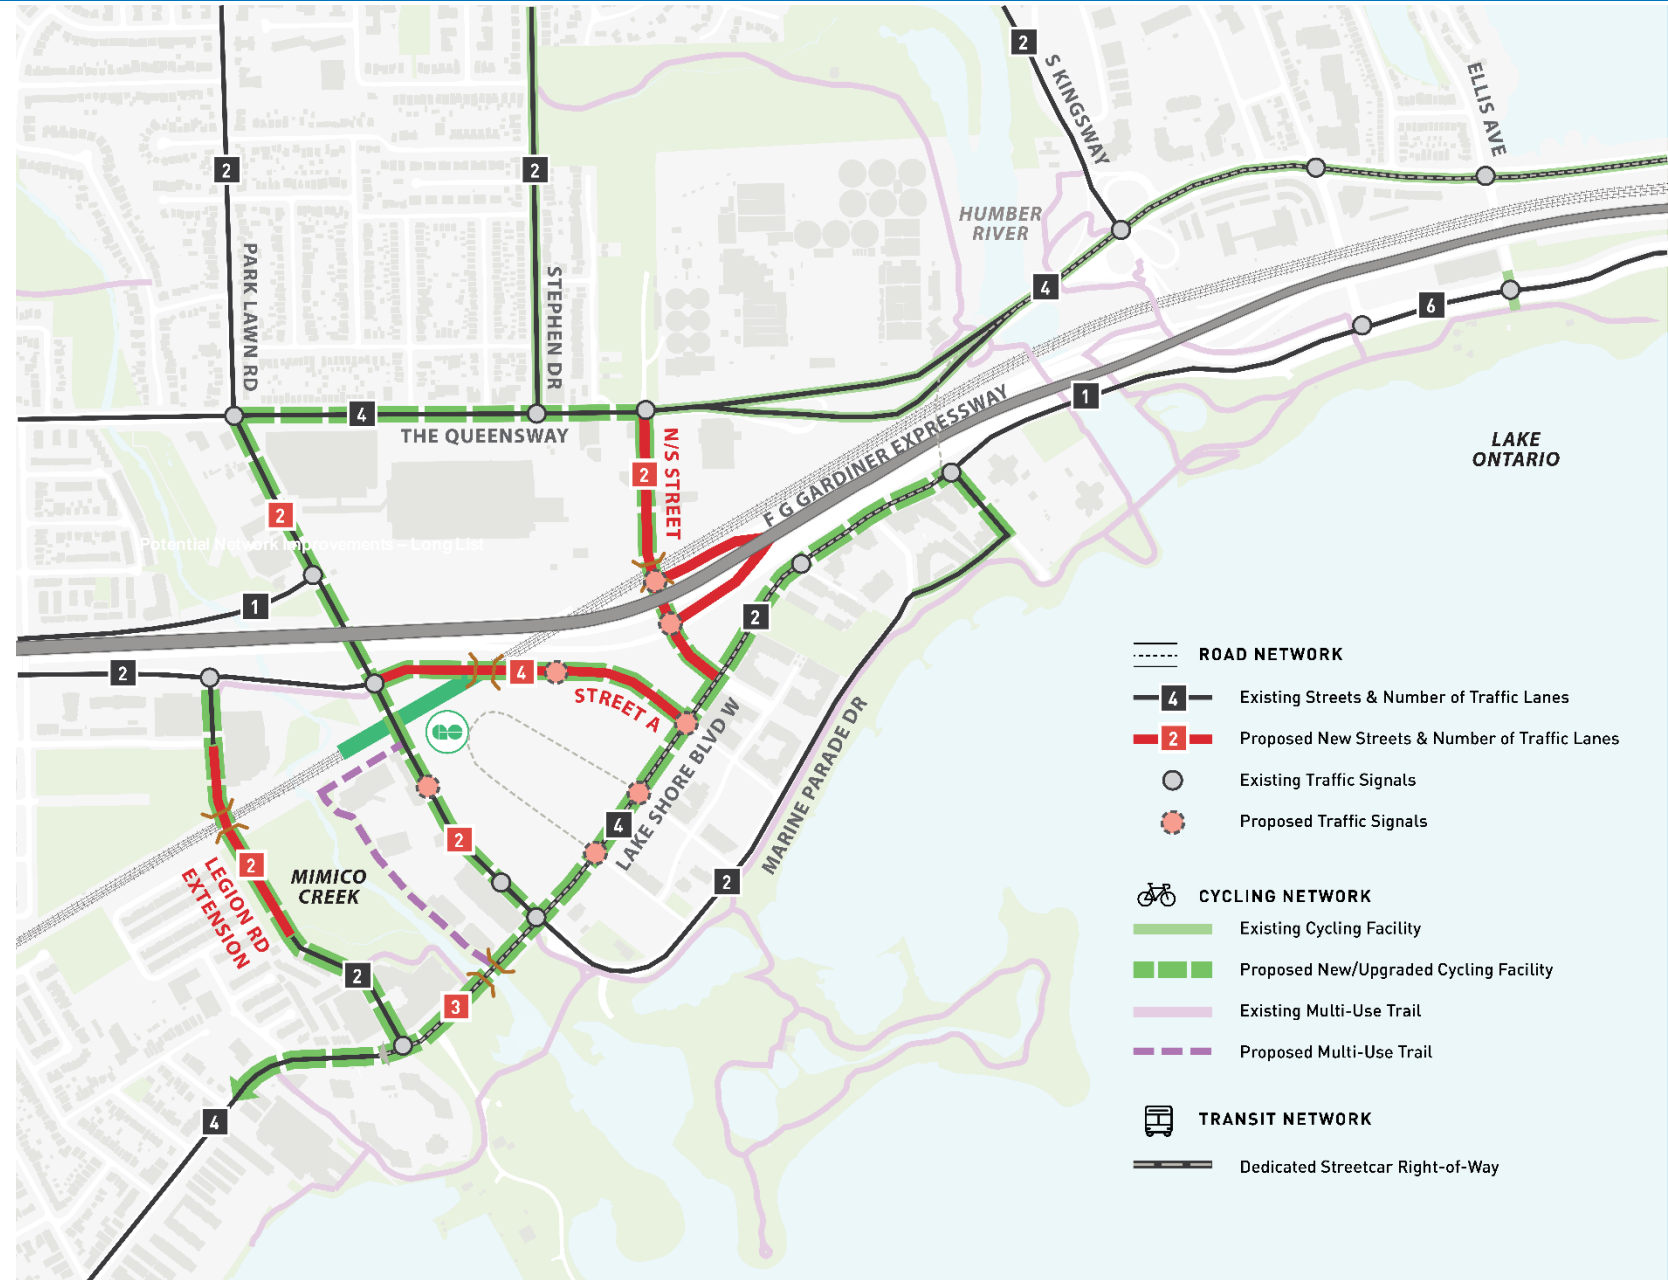 2
S KINGSWAY
ELLIS AVE
2
2
HUMBER
RIVER
PARK LAWN RD
STEPHEN DR
4
6
1
4
THE QUEENSWAY
N/S STREET
2
F G GARDINER EXPRESSWAY
LAKE
ONTARIO
2
Potential Network Improvements – Long List
1
2
2
4
STREET A
LAKE SHORE BLVD W
MARINE PARADE DR
GO
2
4
2
LEGION RD
EXTENSION
MIMICO
CREEK
2
2
3
4
ROAD NETWORK
4 Existing Streets & Number of Traffic Lanes
2 Proposed New Streets & Number of Traffic Lanes
Existing Traffic Signals
Proposed Traffic Signals
CYCLING NETWORK
Existing Cycling Facility
Proposed New/Upgraded Cycling Facility
Existing Multi-Use Trail
Proposed Multi-Use Trail
TRANSIT NETWORK
Dedicated Streetcar Right-of-Way